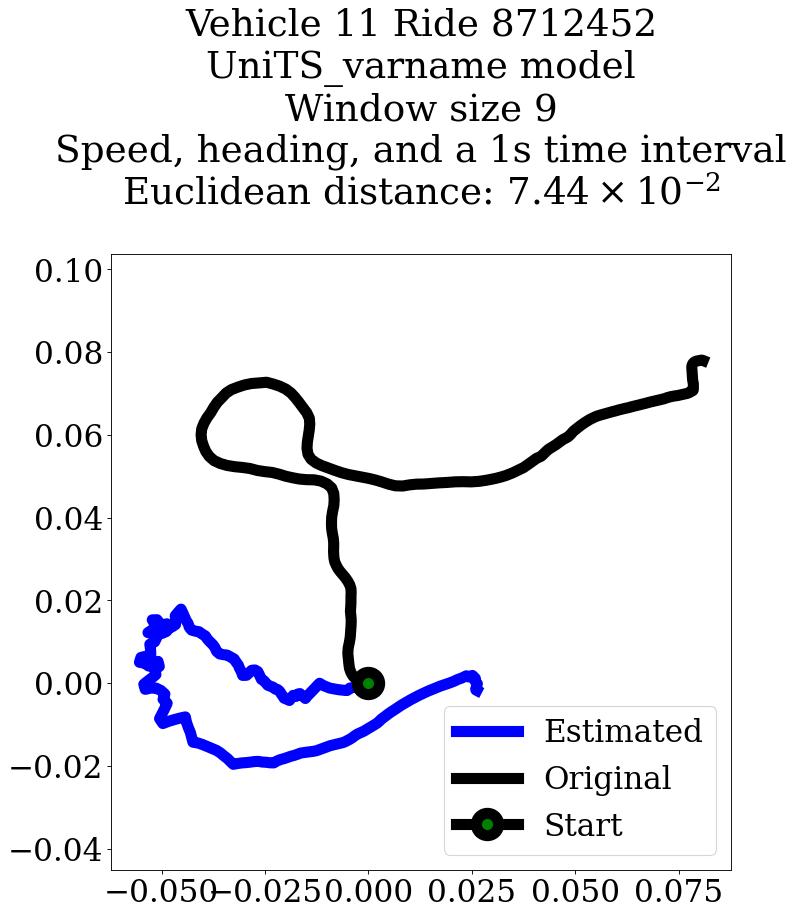 Vehicle 11 Ride 8712452
UniTS_varname model
Window size 9
Speed, heading, and a 1s time interval
Euclidean distance: 7.44 × 10⁻²
0.10
0.08
0.06
0.04
0.02
0.00
−0.02
−0.04
Estimated
Original
Start
−0.050 −0.025 0.000 0.025 0.050 0.075